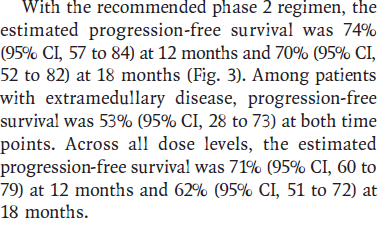 With the recommended phase 2 regimen, the
estimated progression-free survival was 74%
(95% CI, 57 to 84) at 12 months and 70% (95% CI,
52 to 82) at 18 months (Fig. 3). Among patients
with extramedullary disease, progression-free
survival was 53% (95% CI, 28 to 73) at both time
points. Across all dose levels, the estimated
progression-free survival was 71% (95% CI, 60 to
79) at 12 months and 62% (95% CI, 51 to 72) at
18 months.